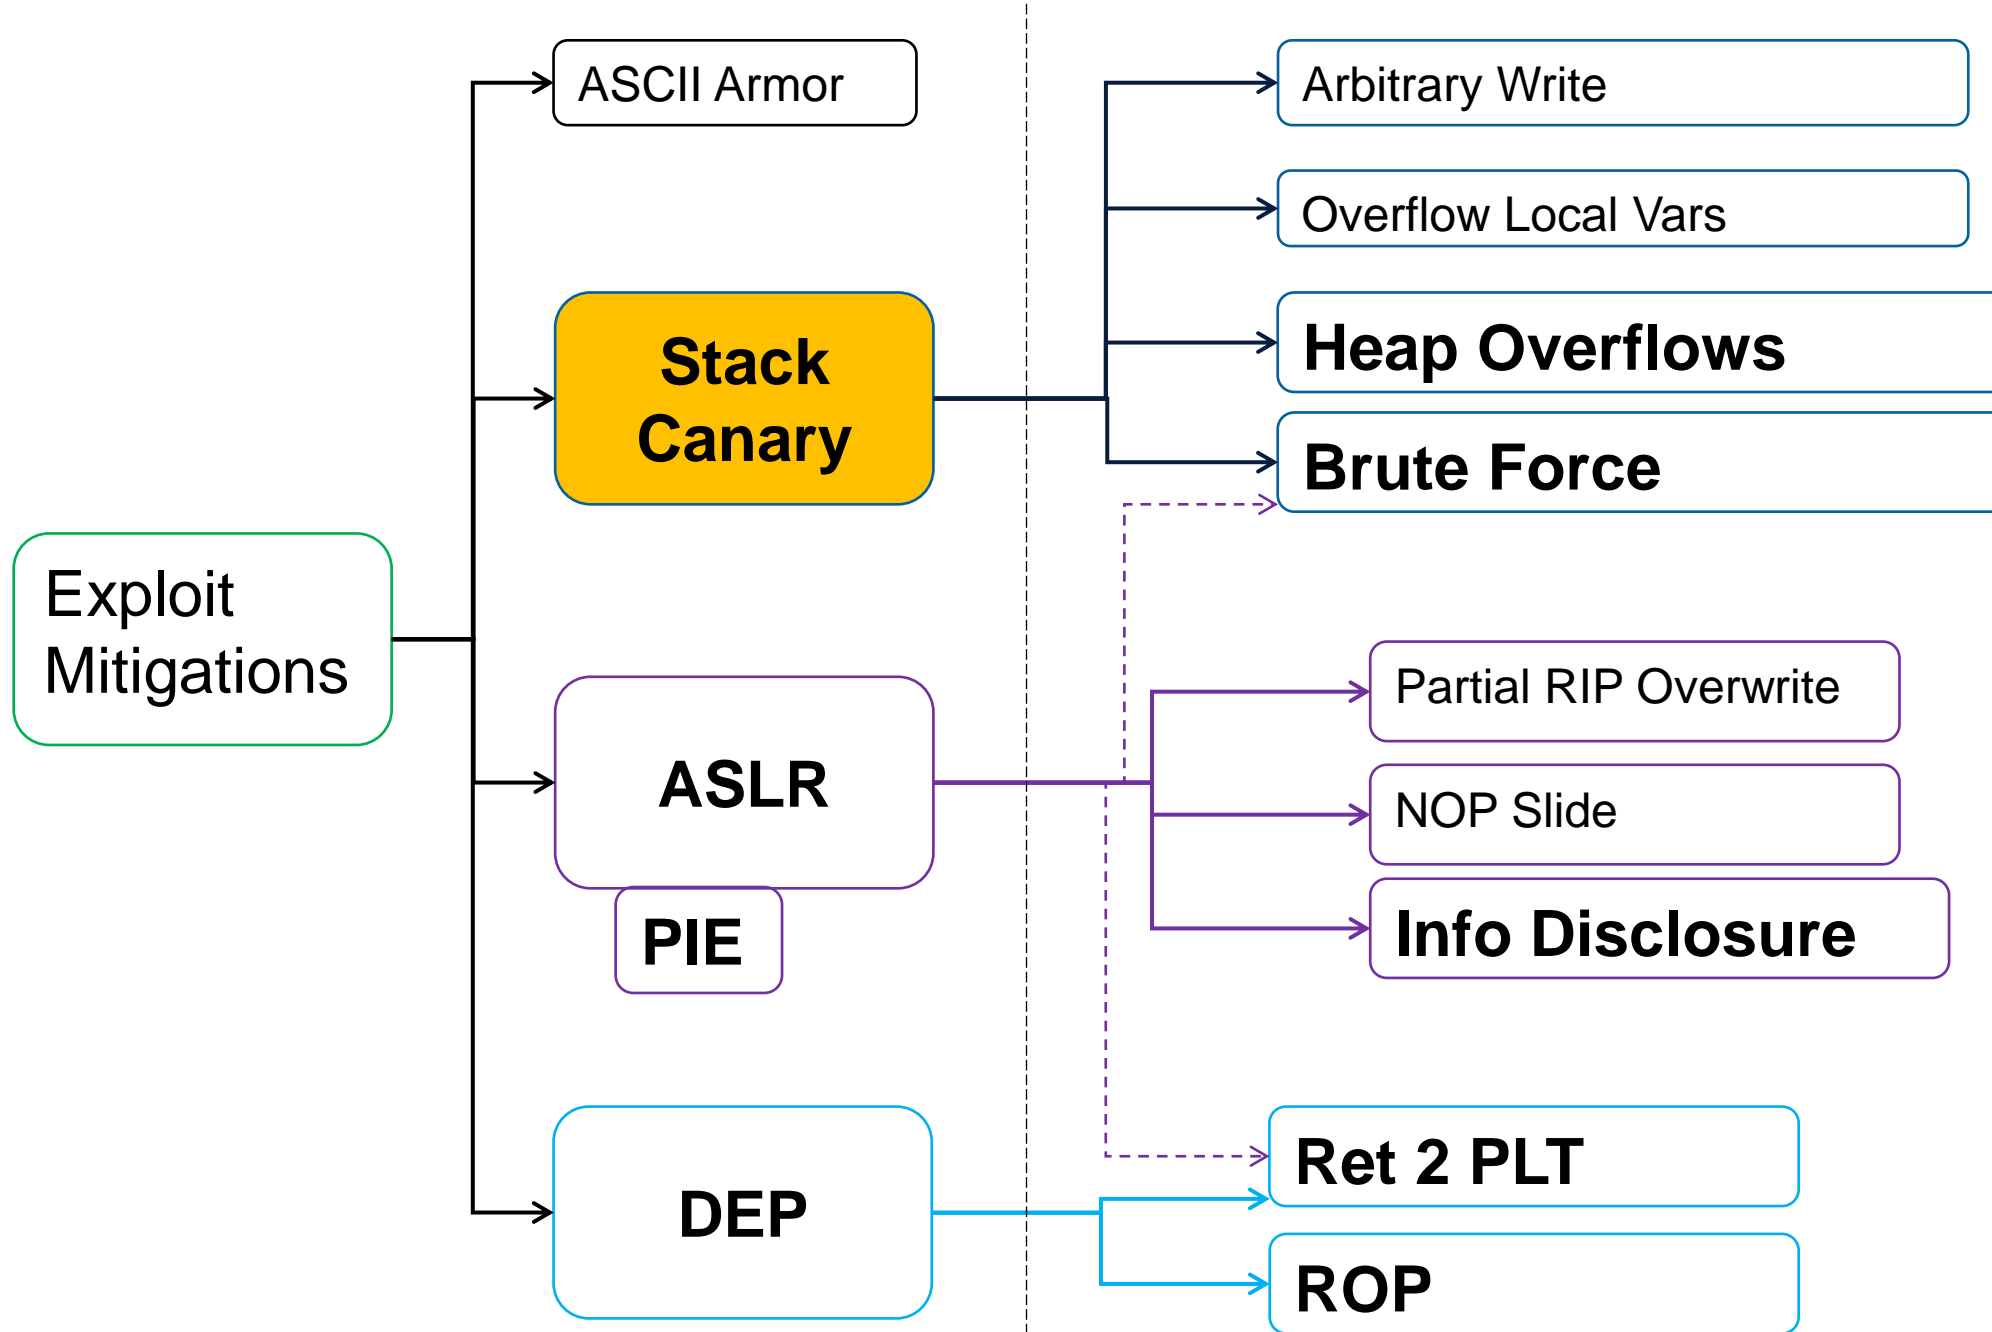 ASCII Armor
Arbitrary Write
Overflow Local Vars
Stack
Canary
Heap Overflows
Brute Force
Exploit
Mitigations
ASLR
PIE
Partial RIP Overwrite
NOP Slide
Info Disclosure
DEP
Ret 2 PLT
ROP